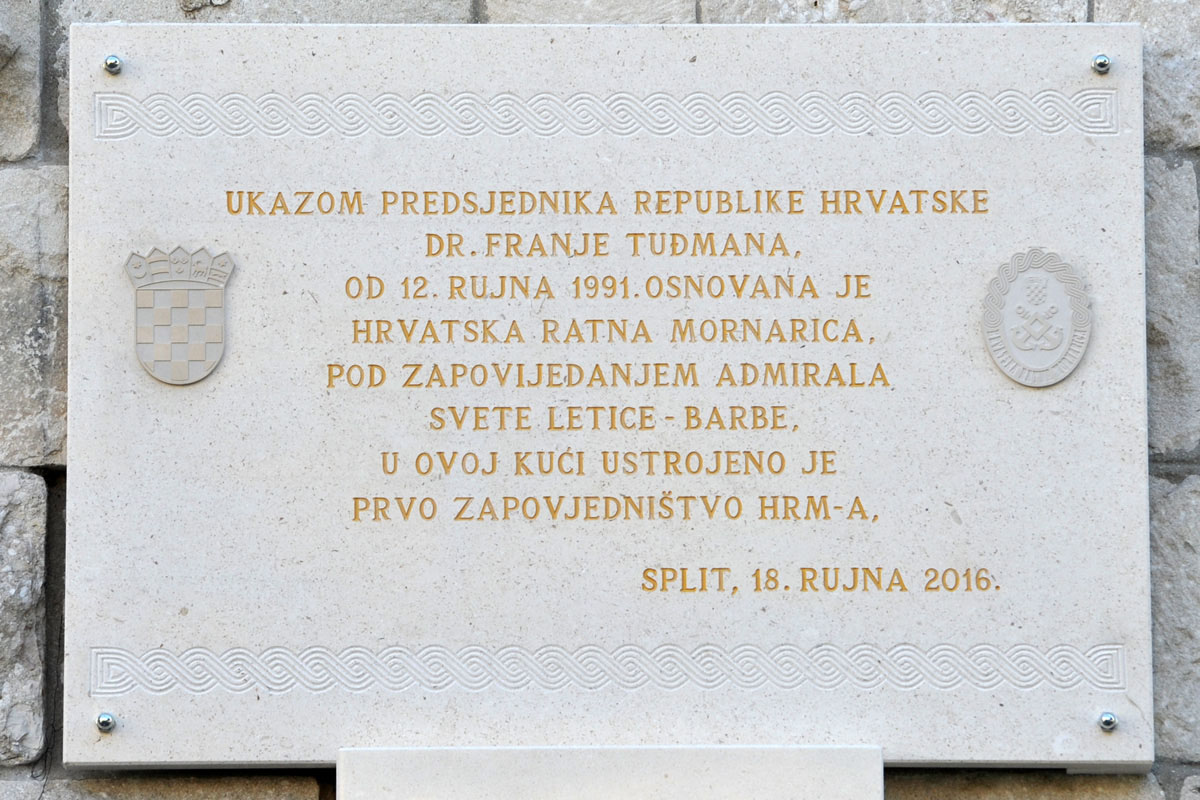 UKAZOM PREDSJEDNIKA REPUBLIKE HRVATSKE
DR. FRANJE TUĐMANA,
OD 12. RUJNA 1991. OSNOVANA JE
HRVATSKA RATNA MORNARICA,
POD ZAPOVIJEDANJEM ADMIRALA
SVETE LETICE - BARBE,
U OVOJ KUĆI USTROJENO JE
PRVO ZAPOVJEDNIŠTVO HRM-A,
SPLIT, 18. RUJNA 2016.